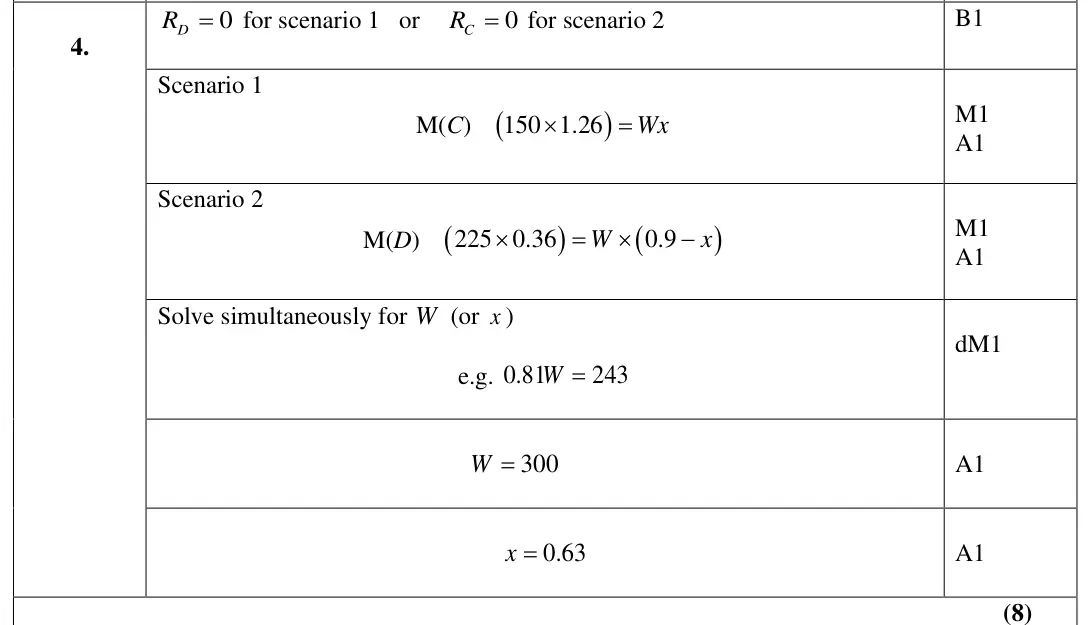 4.
R_D = 0 for scenario 1 or R_C = 0 for scenario 2 B1
Scenario 1
M(C) (150×1.26) = Wx
M1
A1
Scenario 2
M(D) (225×0.36) = W×(0.9−x)
M1
A1
Solve simultaneously for W (or x)
dM1
e.g. 0.81W = 243
W = 300 A1
x = 0.63 A1
(8)